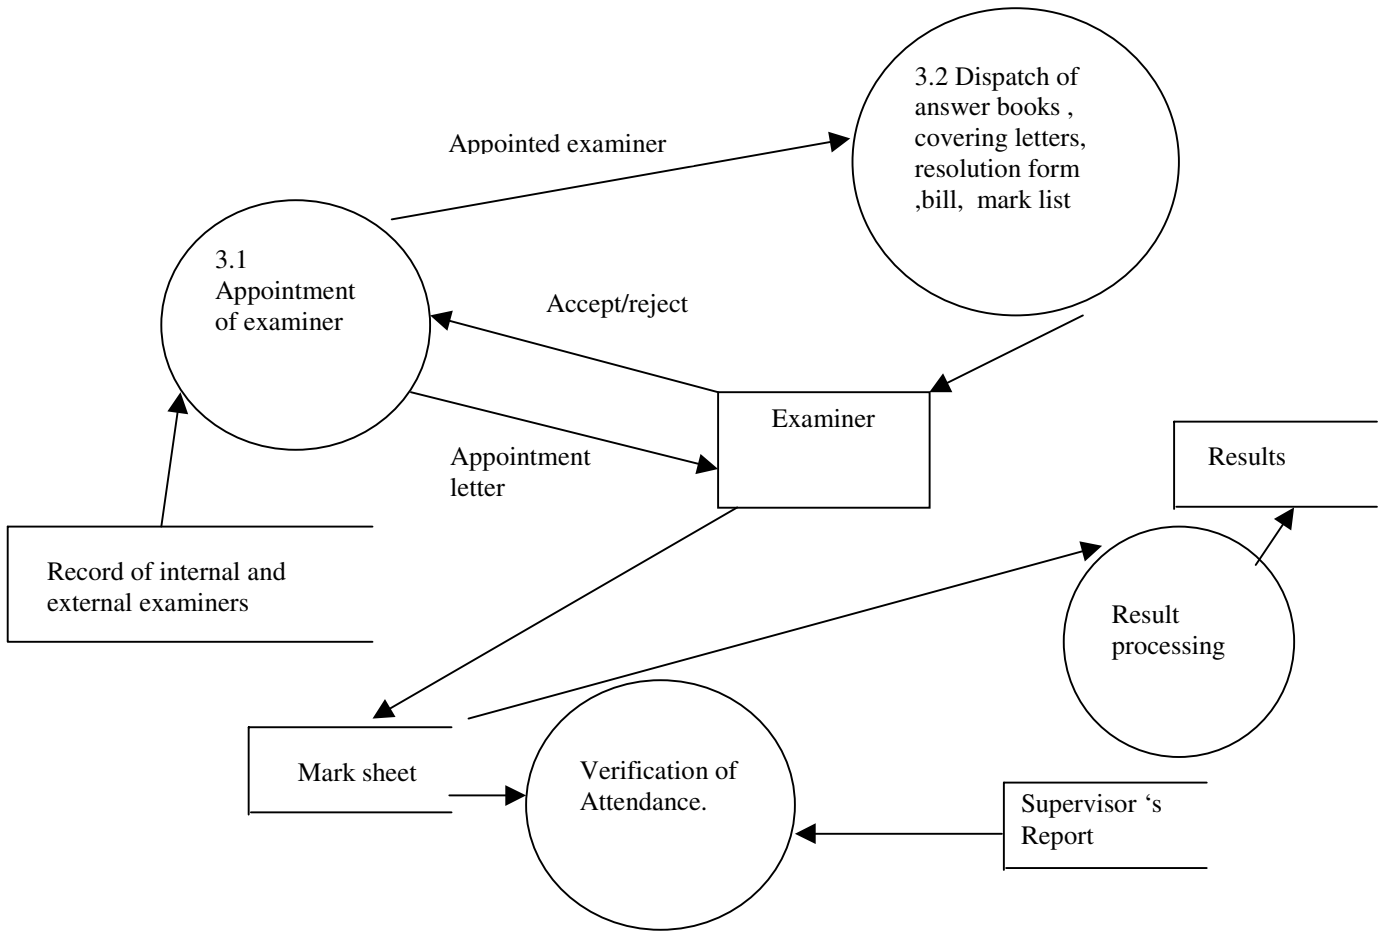 3.2 Dispatch of
answer books ,
covering letters,
resolution form
,bill,  mark list
Appointed examiner
3.1
Appointment
of examiner
Accept/reject
Examiner
Appointment
letter
Results
Record of internal and
external examiners
Result
processing
Mark sheet
Verification of
Attendance.
Supervisor ‘s
Report